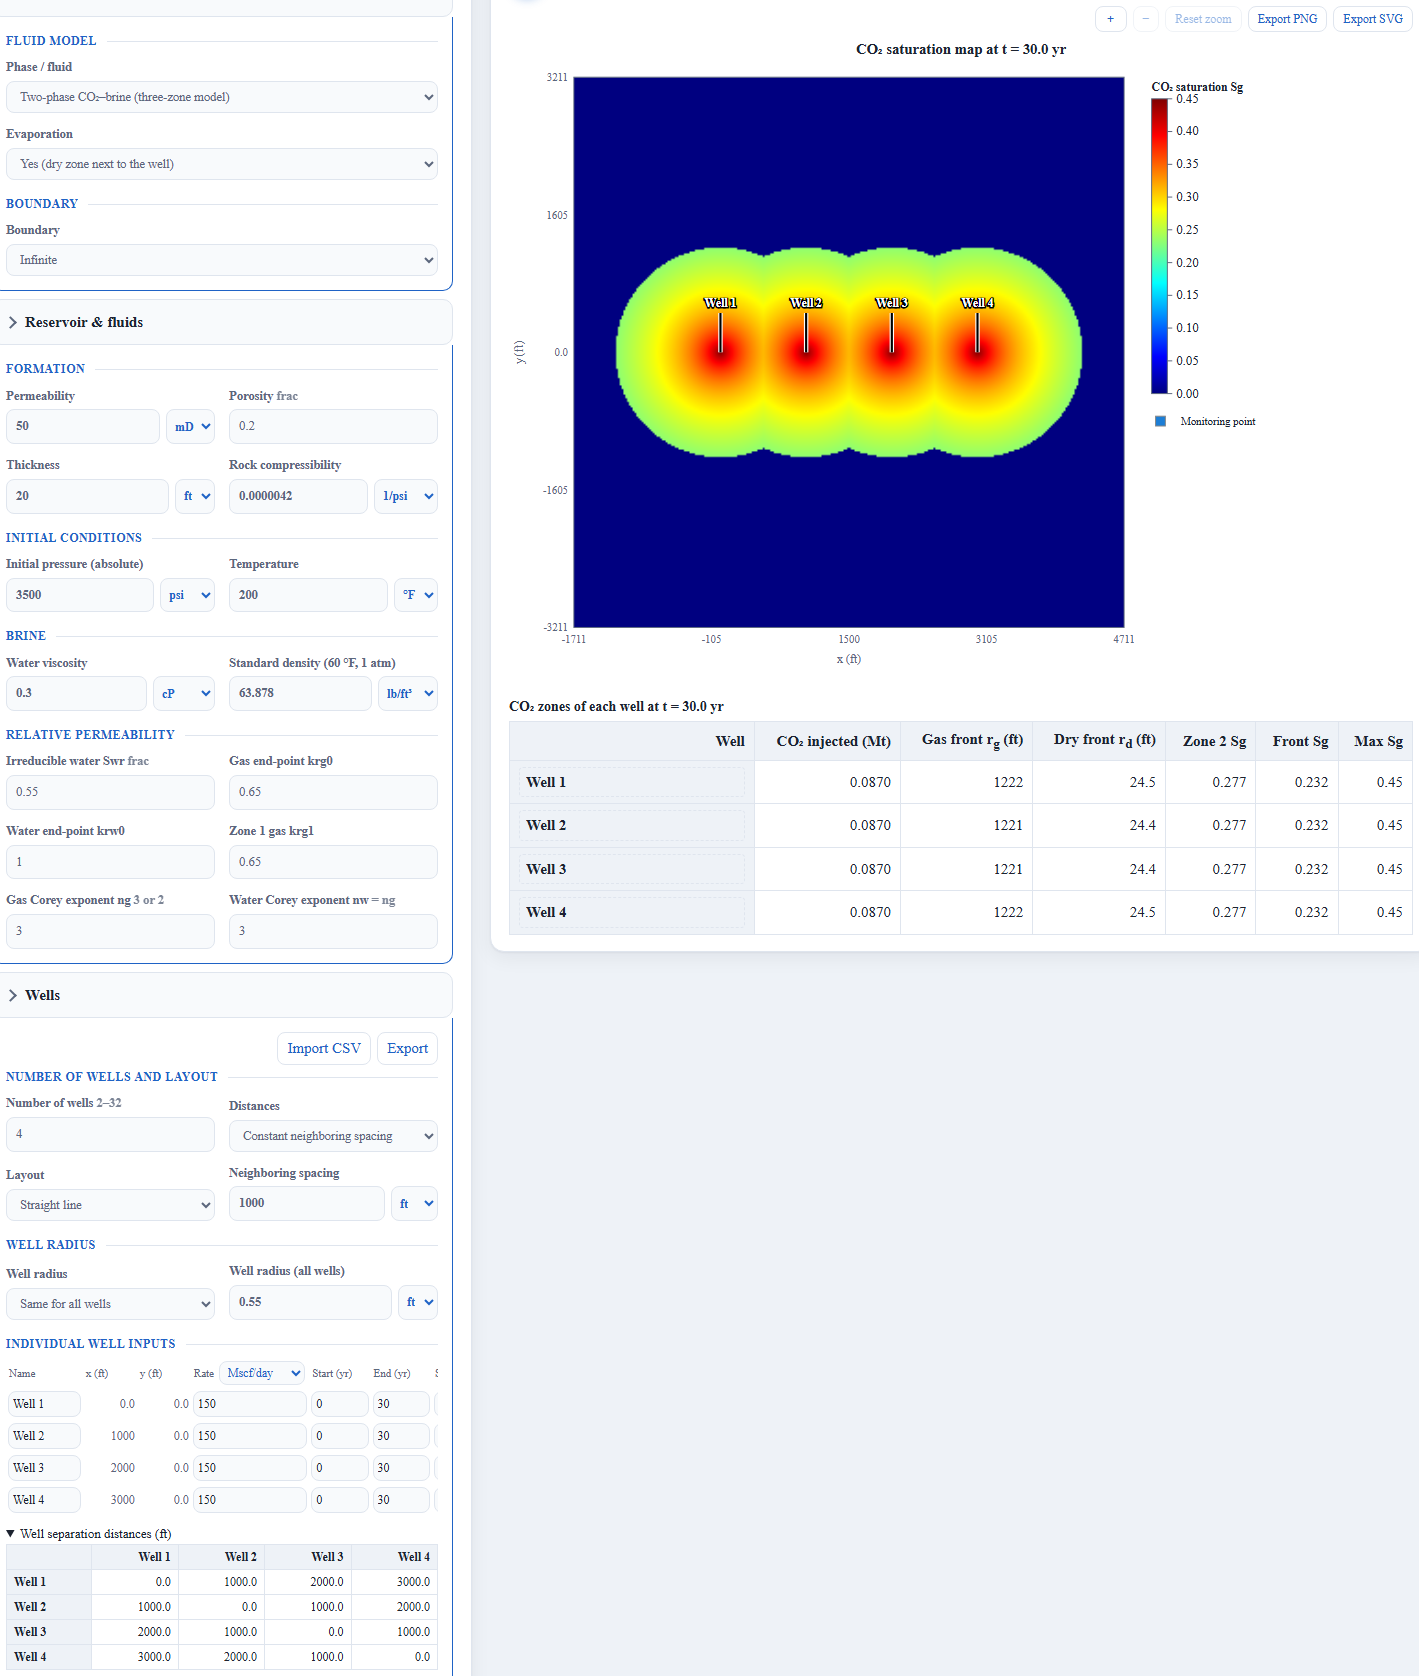 FLUID MODEL
Phase / fluid
Two-phase CO₂–brine (three-zone model)
Evaporation
Yes (dry zone next to the well)
BOUNDARY
Boundary
Infinite
Reservoir & fluids
FORMATION
Permeability
Porosity frac
50 mD
0.2
Thickness
Rock compressibility
20 ft
0.0000042 1/psi
INITIAL CONDITIONS
Initial pressure (absolute)
Temperature
3500 psi
200 °F
BRINE
Water viscosity
Standard density (60 °F, 1 atm)
0.3 cP
63.878 lb/ft³
RELATIVE PERMEABILITY
Irreducible water Swr frac
Gas end-point krg0
0.55
0.65
Water end-point krw0
Zone 1 gas krg1
1
0.65
Gas Corey exponent ng 3 or 2
Water Corey exponent nw = ng
3
3
Wells
Import CSV Export
NUMBER OF WELLS AND LAYOUT
Number of wells 2–32
Distances
4
Constant neighboring spacing
Layout
Neighboring spacing
Straight line
1000 ft
WELL RADIUS
Well radius
Well radius (all wells)
Same for all wells
0.55 ft
INDIVIDUAL WELL INPUTS
Name x (ft) y (ft) Rate Mscf/day Start (yr) End (yr)
Well 1 0.0 0.0 150 0 30
Well 2 1000 0.0 150 0 30
Well 3 2000 0.0 150 0 30
Well 4 3000 0.0 150 0 30
▼ Well separation distances (ft)
Well 1 Well 2 Well 3 Well 4
Well 1 0.0 1000.0 2000.0 3000.0
Well 2 1000.0 0.0 1000.0 2000.0
Well 3 2000.0 1000.0 0.0 1000.0
Well 4 3000.0 2000.0 1000.0 0.0
+ − Reset zoom Export PNG Export SVG
CO₂ saturation map at t = 30.0 yr
3211
1605
0.0
-1605
-3211
y (ft)
Well 1 Well 2 Well 3 Well 4
-1711 -105 1500 3105 4711
x (ft)
CO₂ saturation Sg
0.45
0.40
0.35
0.30
0.25
0.20
0.15
0.10
0.05
0.00
Monitoring point
CO₂ zones of each well at t = 30.0 yr
Well CO₂ injected (Mt) Gas front rg (ft) Dry front rd (ft) Zone 2 Sg Front Sg Max Sg
Well 1 0.0870 1222 24.5 0.277 0.232 0.45
Well 2 0.0870 1221 24.4 0.277 0.232 0.45
Well 3 0.0870 1221 24.4 0.277 0.232 0.45
Well 4 0.0870 1222 24.5 0.277 0.232 0.45